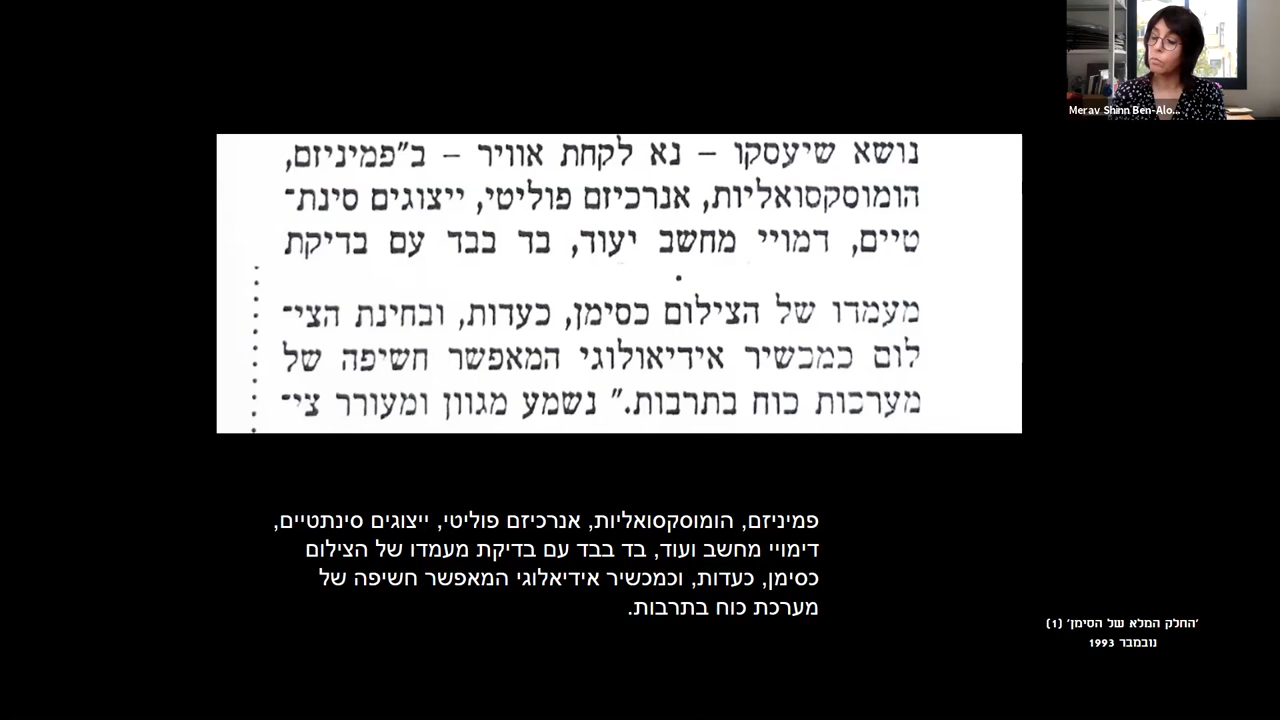 Merav Shinn Ben-Alo...
נושא שיעסקו – נא לקחת אוויר – ב"פמיניזם,
הומוסקסואליות, אנרכיזם פוליטי, ייצוגים סינת־
טיים, דמויי מחשב יעוד, בד בבד עם בדיקת
מעמדו של הצילום כסימן, כעדות, ובחינת הצי־
לום כמכשיר אידיאולוגי המאפשר חשיפה של
מערכות כוח בתרבות." נשמע מגוון ומעורר צי־
פמיניזם, הומוסקסואליות, אנרכיזם פוליטי, ייצוגים סינתטיים,
דימויי מחשב ועוד, בד בבד עם בדיקת מעמדו של הצילום
כסימן, כעדות, וכמכשיר אידיאלוגי המאפשר חשיפה של
מערכת כוח בתרבות.
'החלק המלא של הסימן' (1)
נובמבר 1993